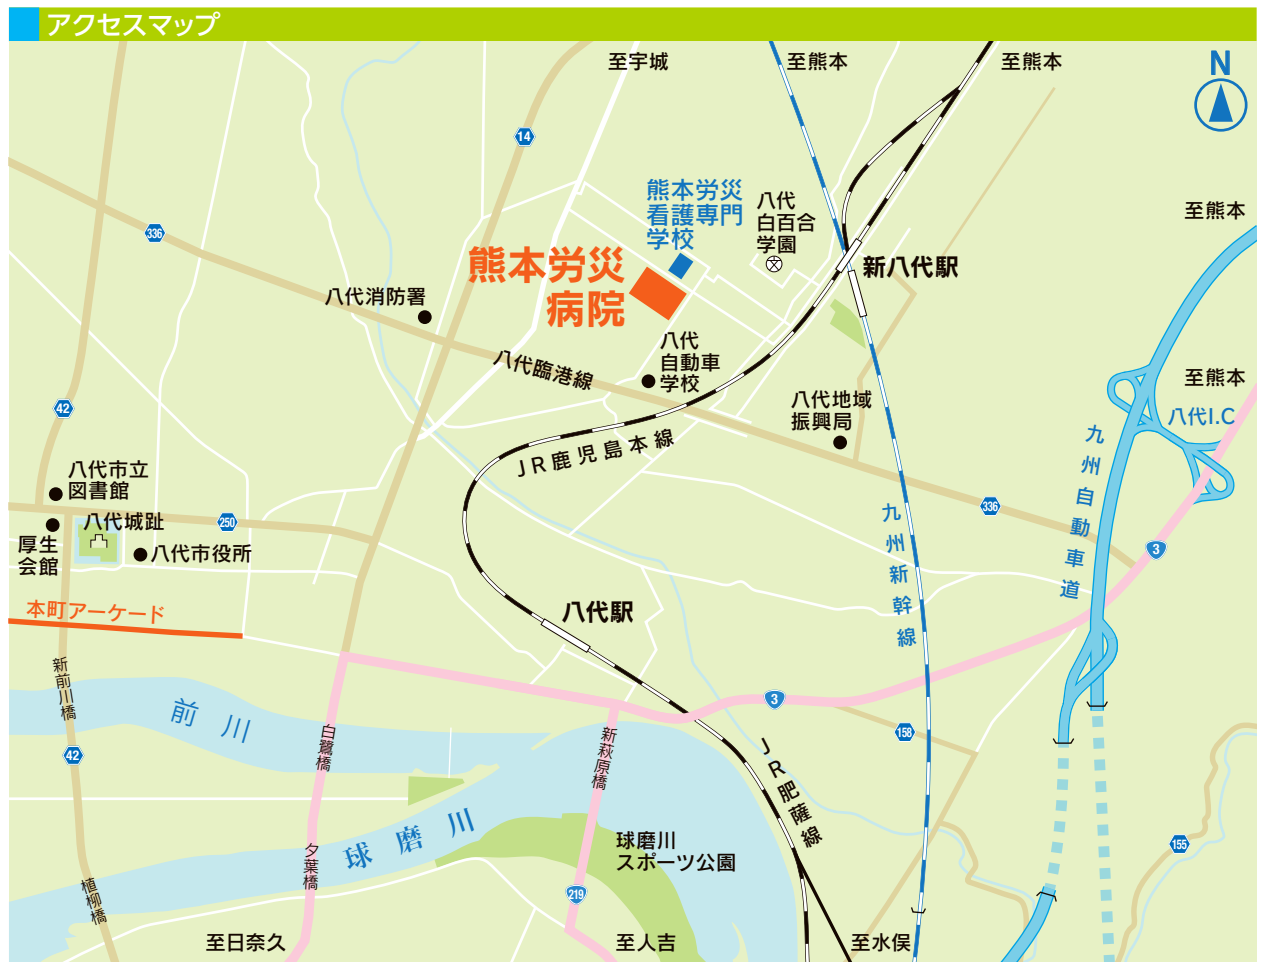 アクセスマップ
至宇城
至熊本
至熊本
N
14
336
熊本労災
看護専門
学校
八代
白百合
学園
文
至熊本
熊本労災
病院
新八代駅
八代消防署
八代臨港線
八代
自動車
学校
八代地域
振興局
至熊本
八代I.C
42
JR鹿児島本線
九州自動車道
八代市立
図書館
八代城趾
250
厚生
会館
八代市役所
九州新幹線
336
3
本町アーケード
八代駅
新前川橋
前川
白鷺橋
新萩原橋
3
158
42
JR肥薩線
球磨川
球磨川
スポーツ公園
155
夕葉橋
植柳橋
219
至日奈久
至人吉
至水俣